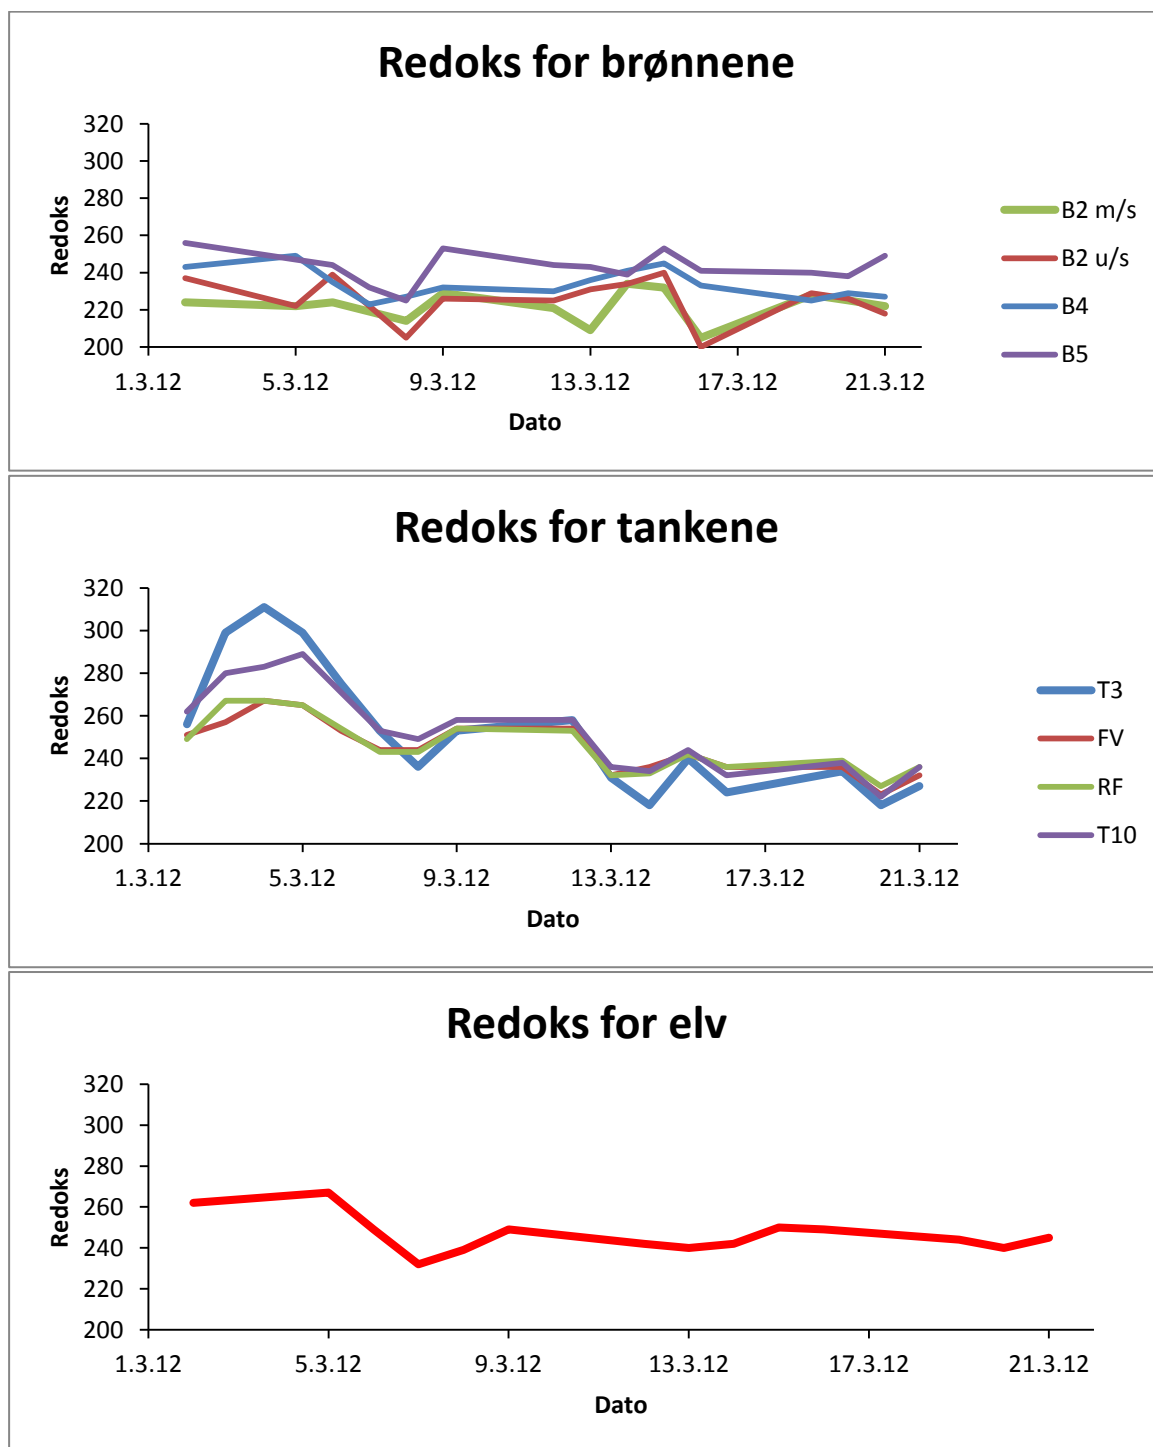 Redoks for brønnene
320
300
280
260
240
220
200
Redoks
1.3.12 5.3.12 9.3.12 13.3.12 17.3.12 21.3.12
Dato
B2 m/s
B2 u/s
B4
B5
Redoks for tankene
320
300
280
260
240
220
200
Redoks
1.3.12 5.3.12 9.3.12 13.3.12 17.3.12 21.3.12
Dato
T3
FV
RF
T10
Redoks for elv
320
300
280
260
240
220
200
Redoks
1.3.12 5.3.12 9.3.12 13.3.12 17.3.12 21.3.12
Dato